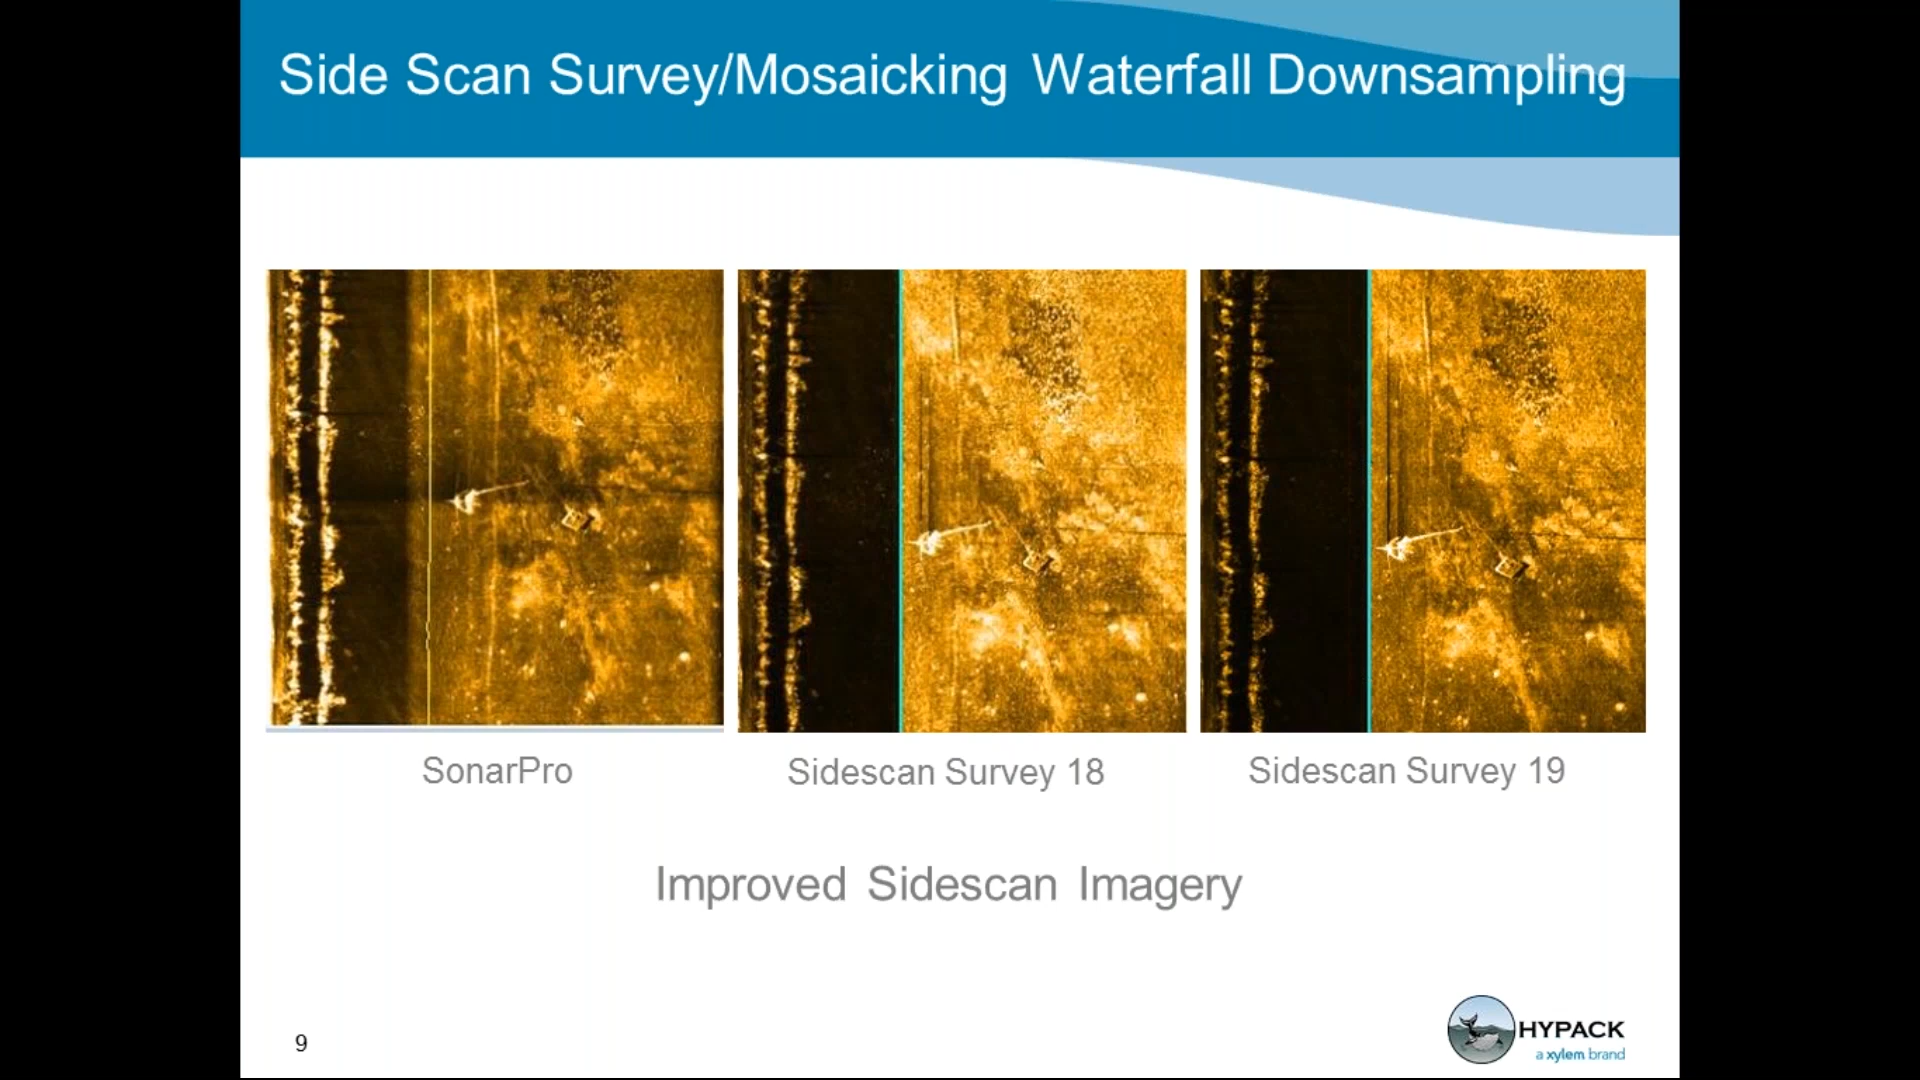 Side Scan Survey/Mosaicking Waterfall Downsampling
SonarPro
Sidescan Survey 18
Sidescan Survey 19
Improved Sidescan Imagery
9
HYPACK
a xylem brand